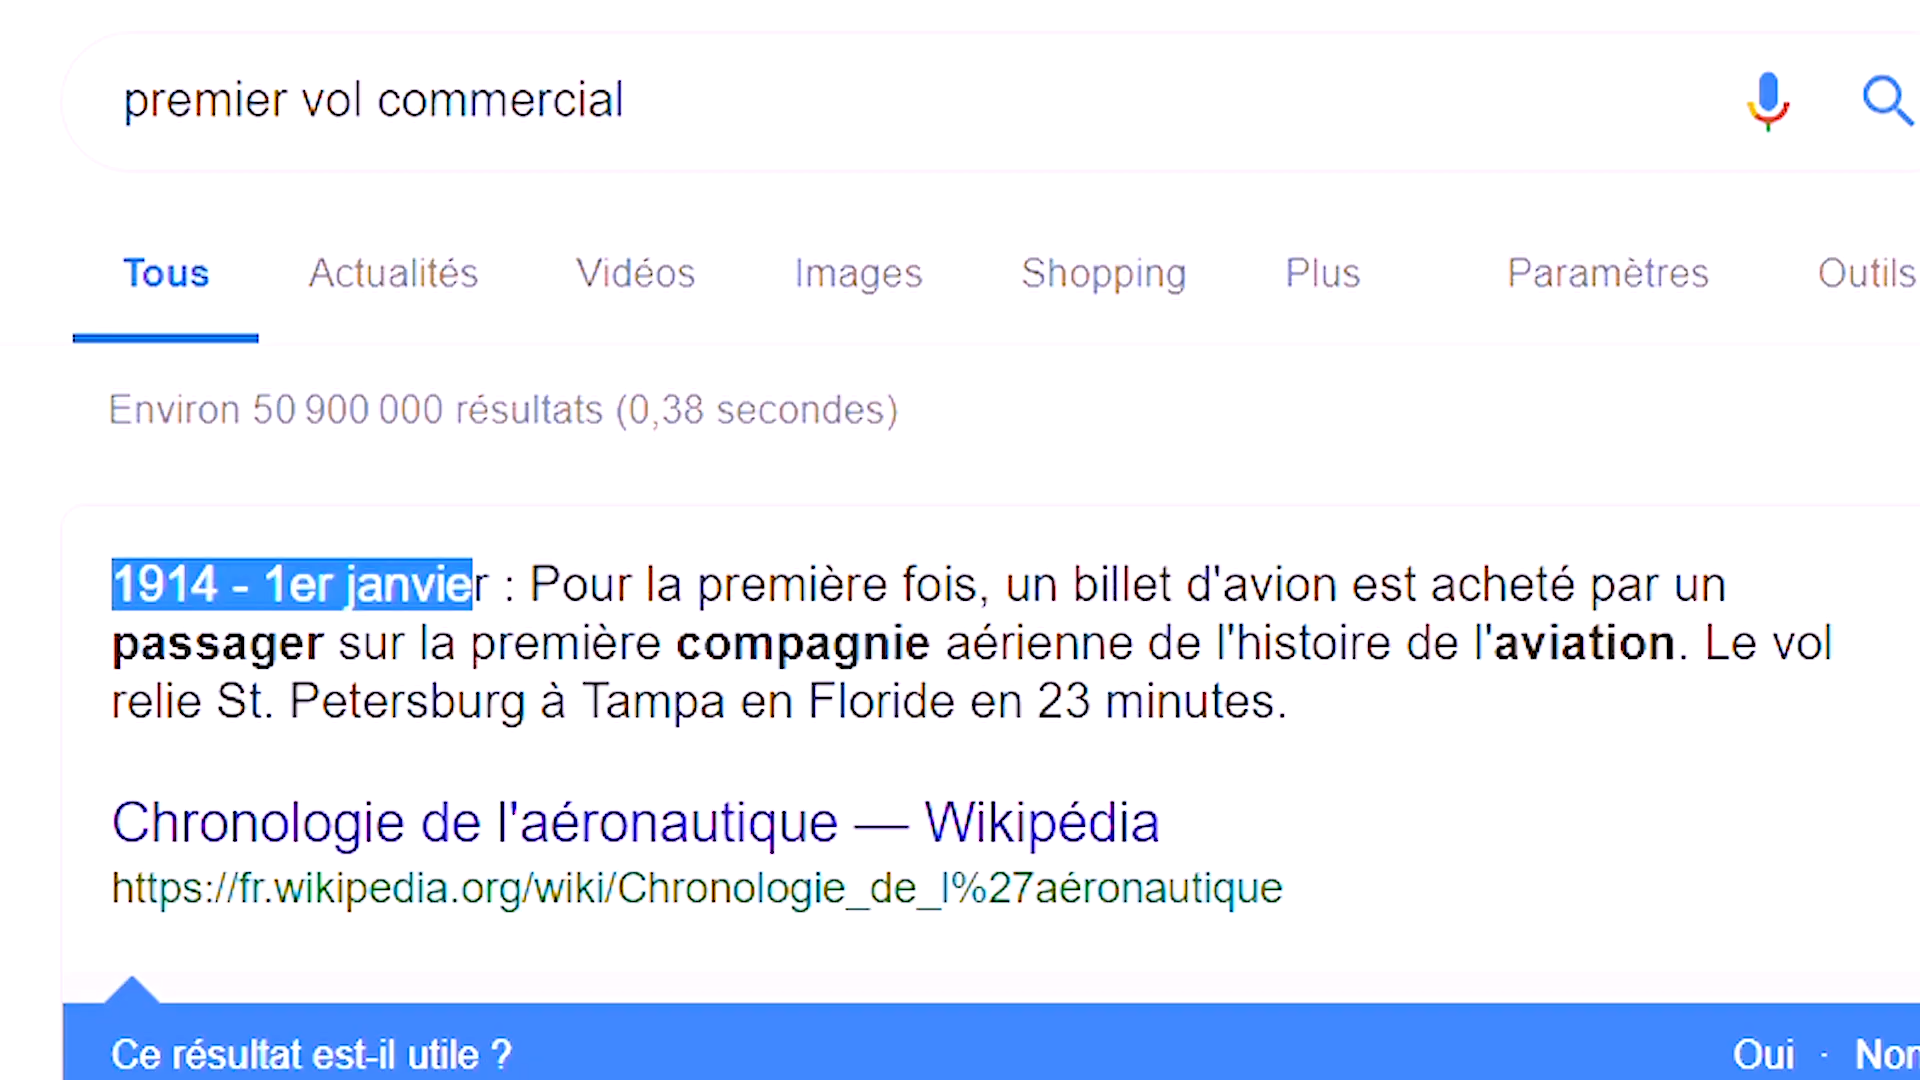 premier vol commercial
Tous Actualités Vidéos Images Shopping Plus Paramètres Outils
Environ 50 900 000 résultats (0,38 secondes)
1914 - 1er janvier : Pour la première fois, un billet d'avion est acheté par un
passager sur la première compagnie aérienne de l'histoire de l'aviation. Le vol
relie St. Petersburg à Tampa en Floride en 23 minutes.
Chronologie de l'aéronautique — Wikipédia
https://fr.wikipedia.org/wiki/Chronologie_de_l%27aéronautique
Ce résultat est-il utile ? Oui · Non